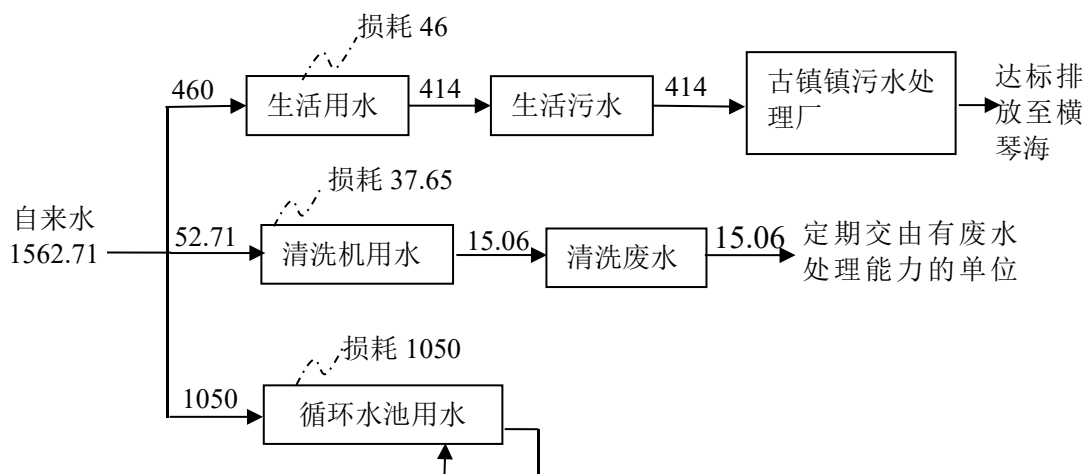 损耗 46
460
生活用水
414
生活污水
414
古镇镇污水处
理厂
达标排
放至横
琴海
损耗 37.65
自来水
1562.71
52.71
清洗机用水
15.06
清洗废水
15.06
定期交由有废水
处理能力的单位
损耗 1050
1050
循环水池用水